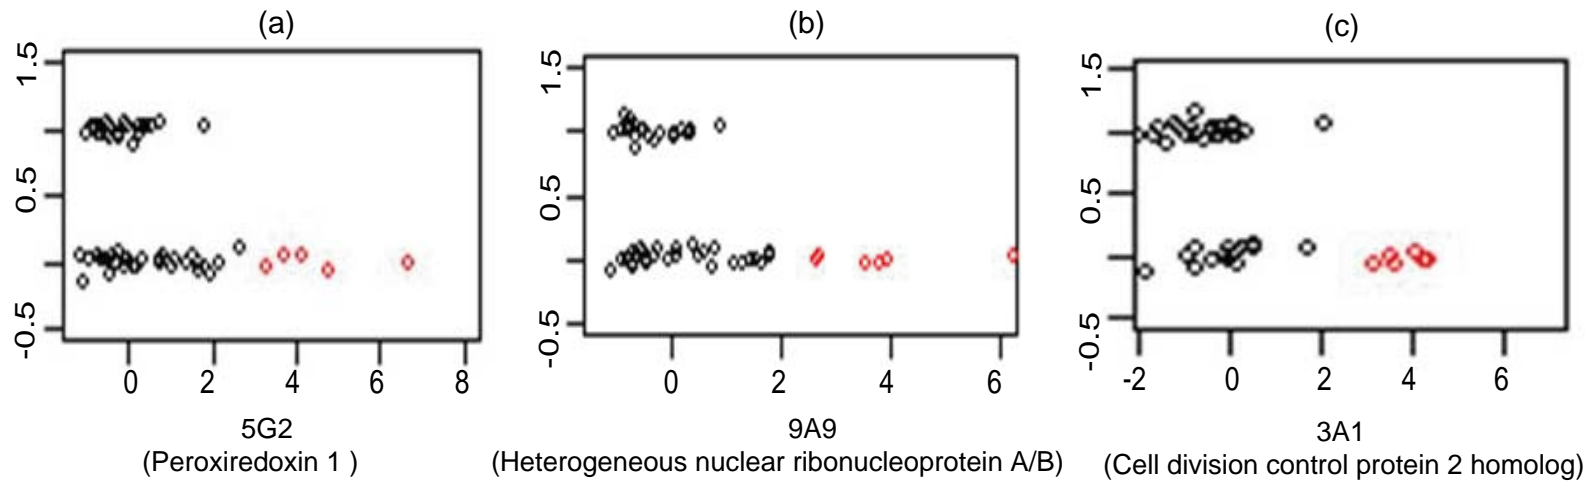 (a)
(b)
(c)
1.5
0.5
-0.5
0 2 4 6 8
5G2
(Peroxiredoxin 1 )
1.5
0.5
-0.5
0 2 4 6
9A9
(Heterogeneous nuclear ribonucleoprotein A/B)
1.5
0.5
-0.5
-2 0 2 4 6
3A1
(Cell division control protein 2 homolog)